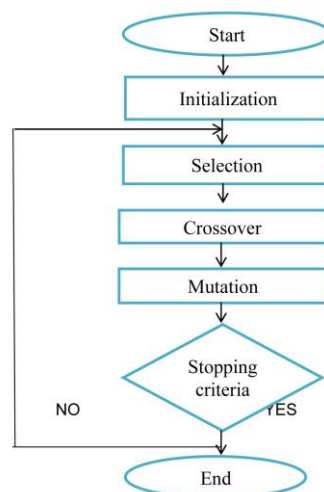 Start
Initialization
Selection
Crossover
Mutation
Stopping
criteria
NO
YES
End